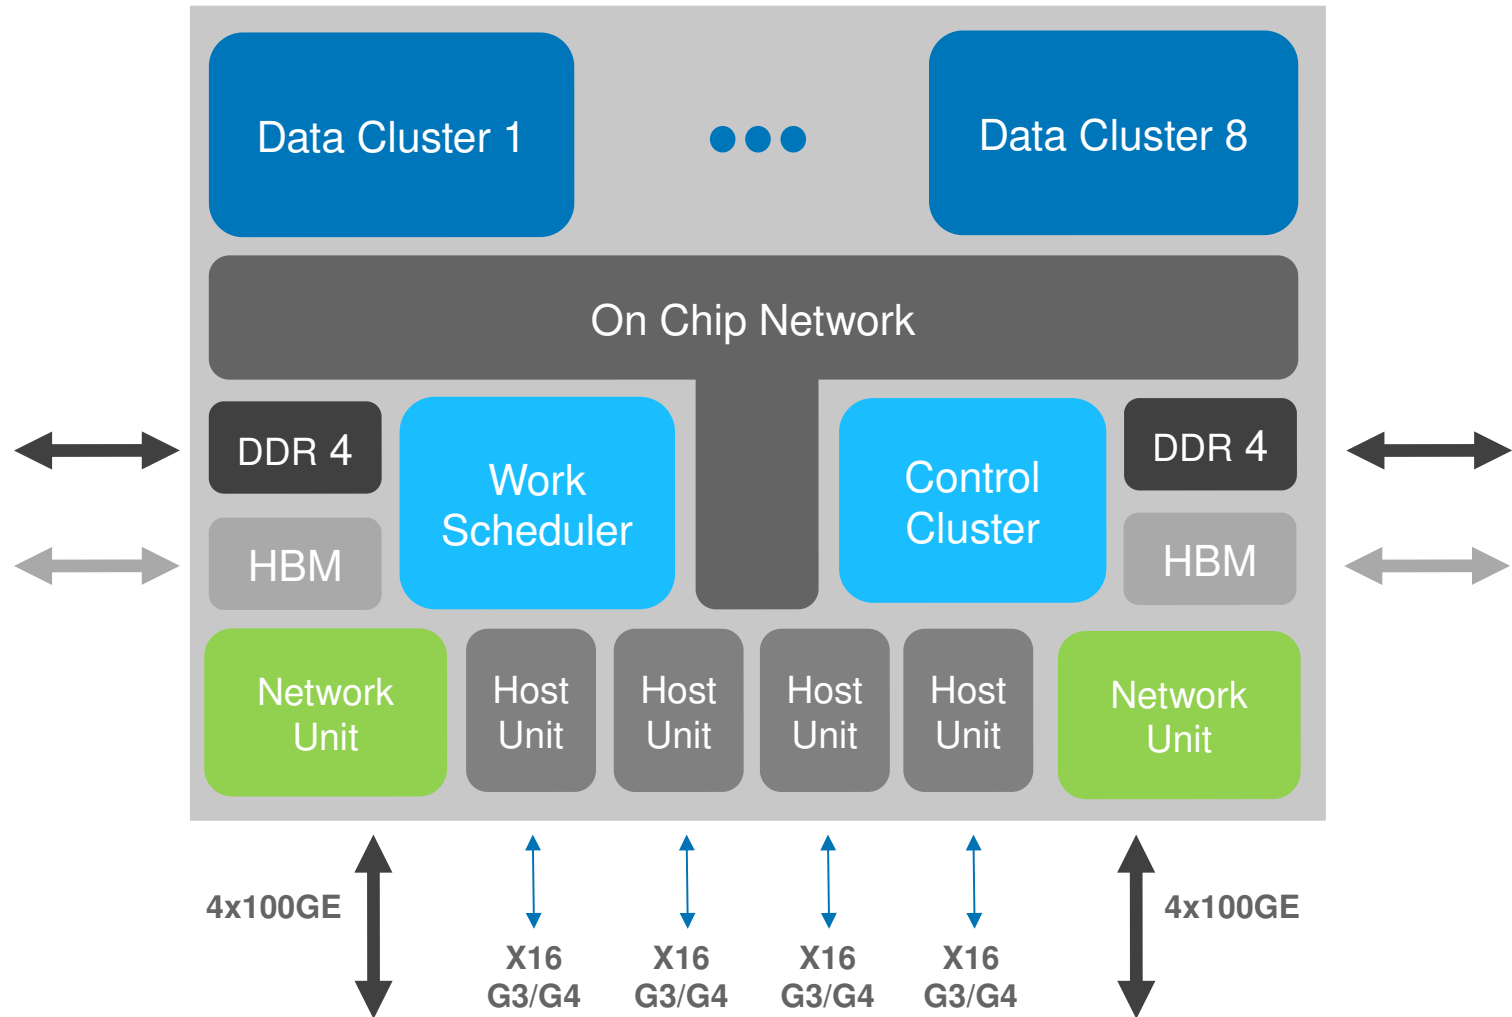 Data Cluster 1
Data Cluster 8
On Chip Network
DDR 4
Work
Scheduler
Control
Cluster
DDR 4
HBM
HBM
Network
Unit
Host
Unit
Host
Unit
Host
Unit
Host
Unit
Network
Unit
4x100GE
X16
G3/G4
X16
G3/G4
X16
G3/G4
X16
G3/G4
4x100GE